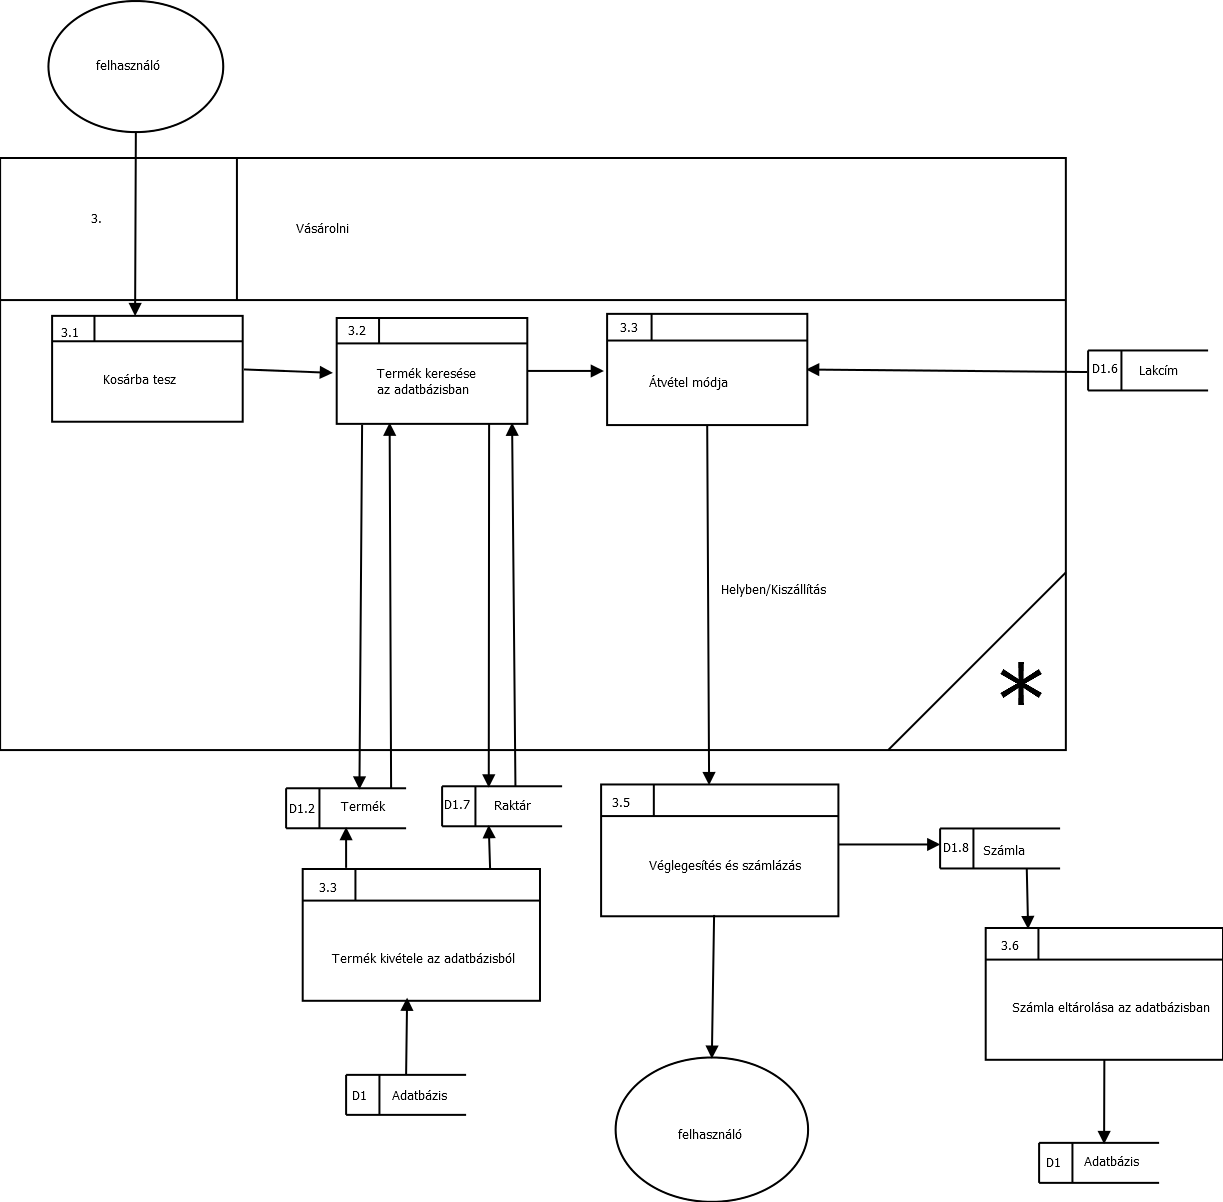 felhasználó
3.
Vásárolni
3.1
Kosárba tesz
3.2
Termék keresése
az adatbázisban
3.3
Átvétel módja
D1.6
Lakcím
Helyben/Kiszállítás
*
D1.2
Termék
D1.7
Raktár
3.5
Véglegesítés és számlázás
D1.8
Számla
3.3
Termék kivétele az adatbázisból
3.6
Számla eltárolása az adatbázisban
D1
Adatbázis
felhasználó
D1
Adatbázis